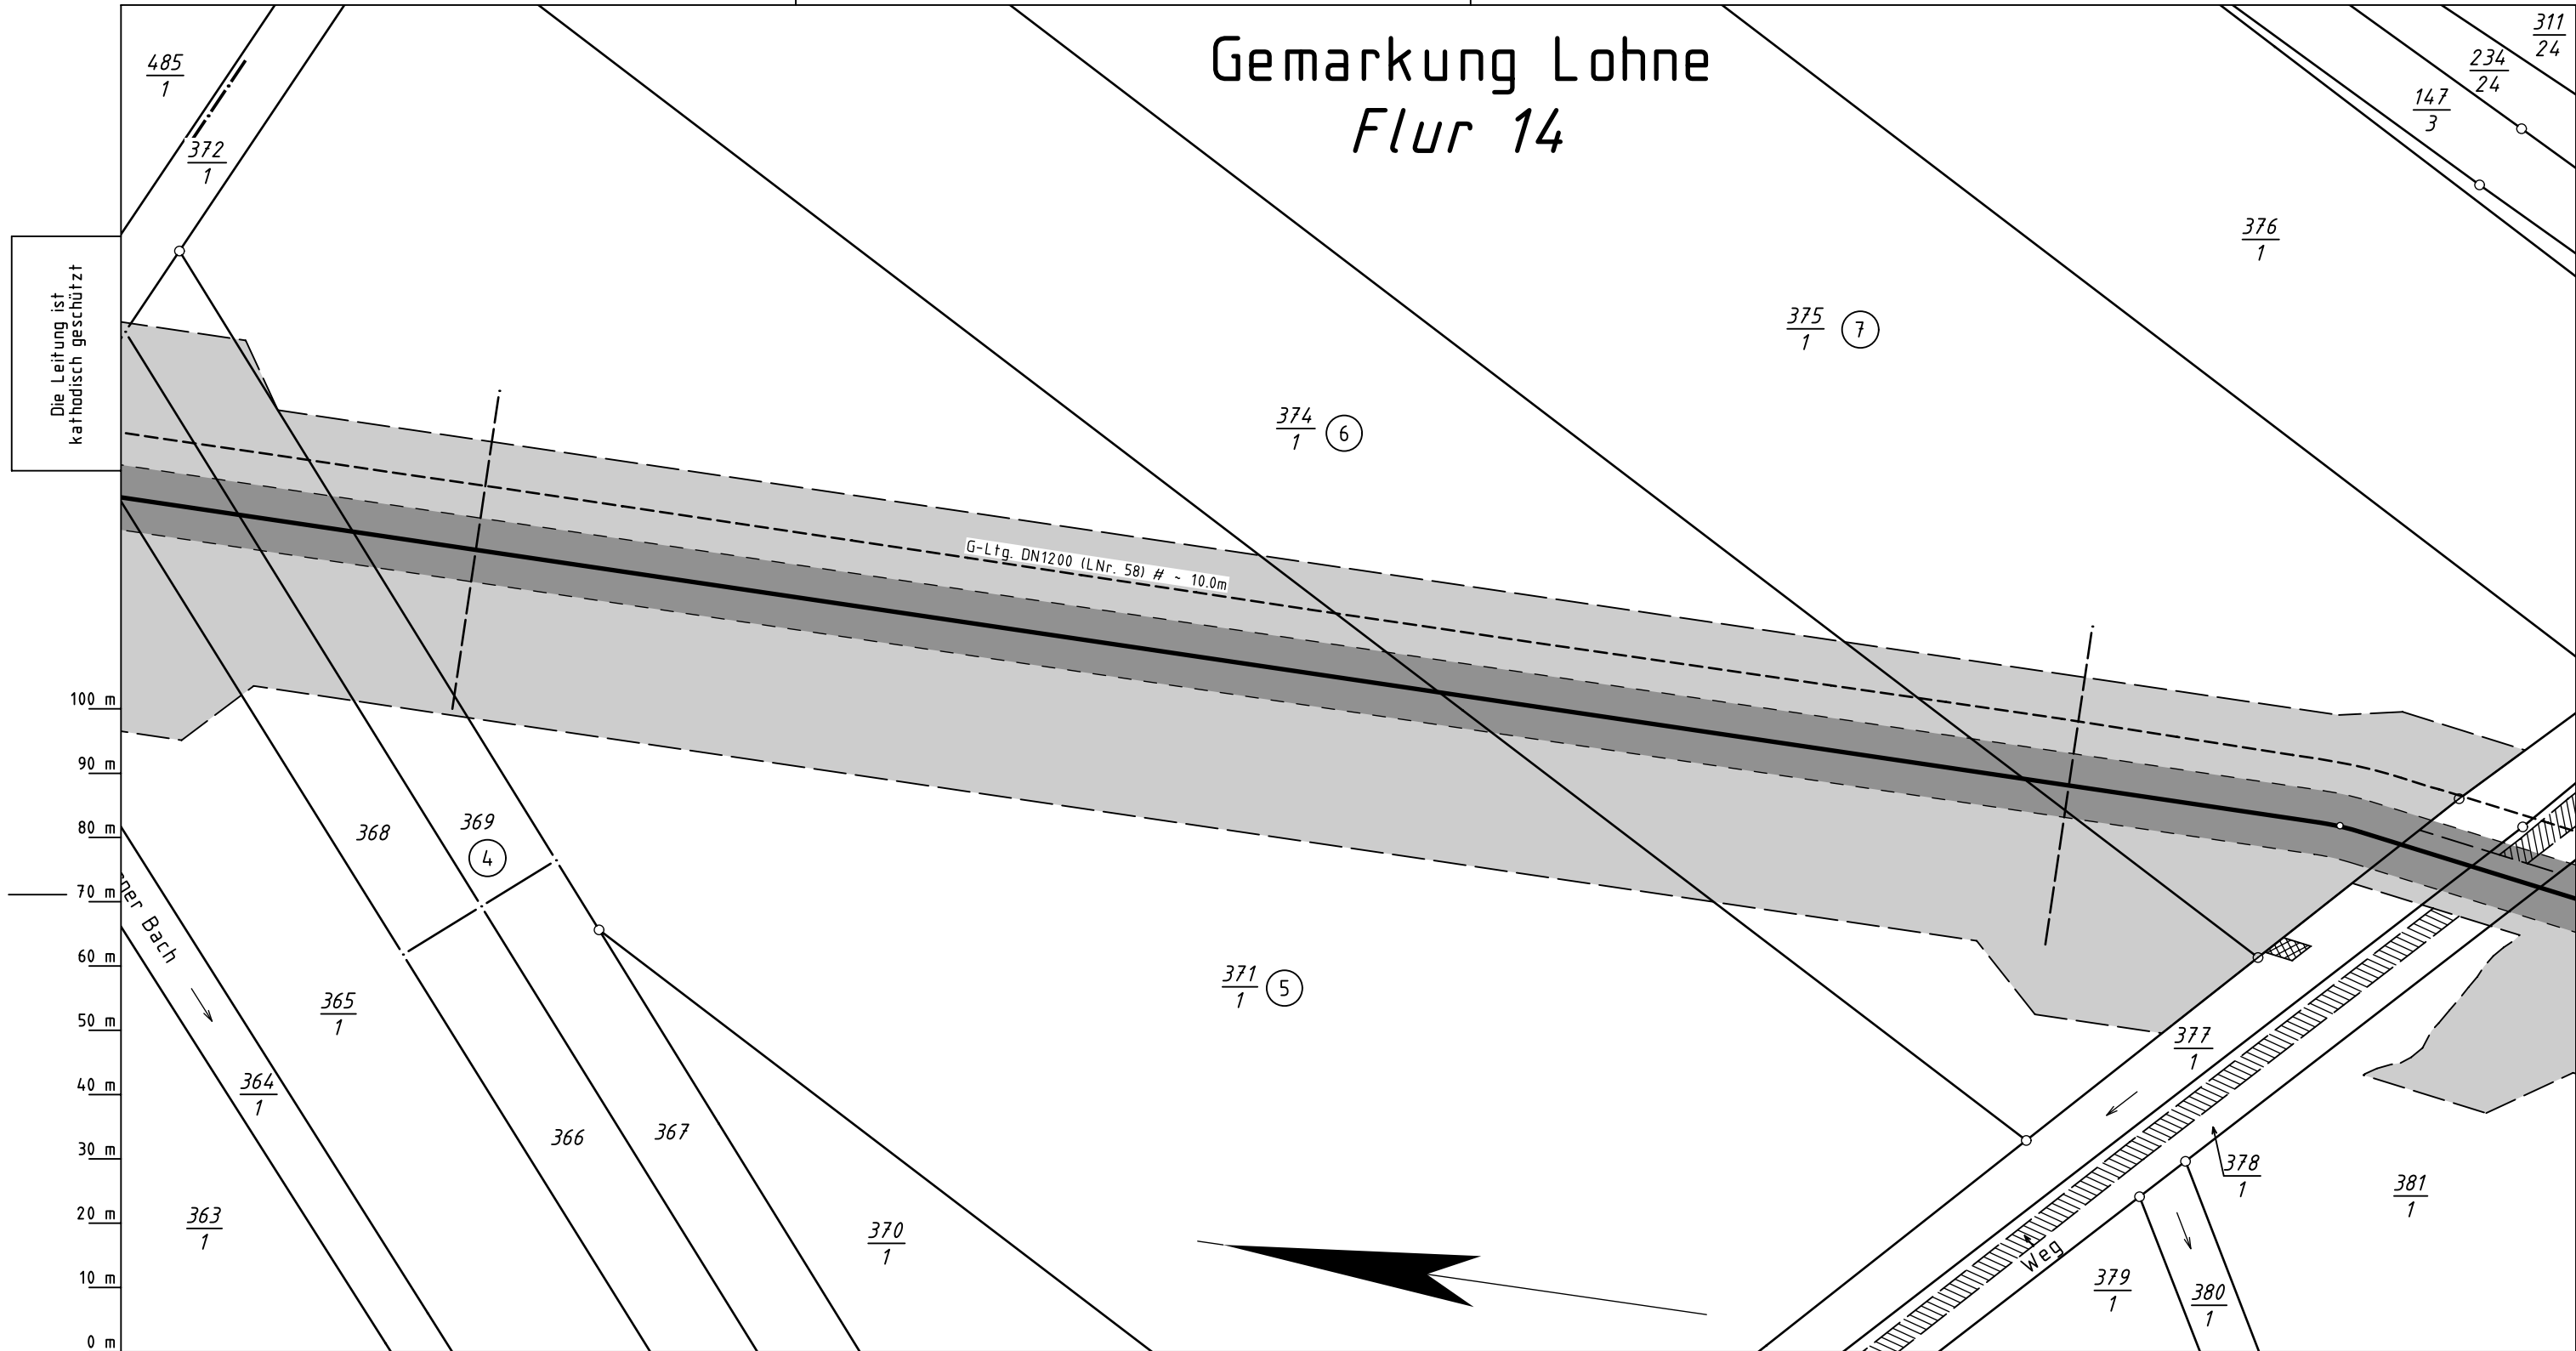 Gemarkung Lohne
Flur 14
485
1
372
1
311
24
234
24
147
3
376
1
375
1
7
374
1
6
Die Leitung ist
kathodisch geschützt
G-Ltg. DN1200 (LNr. 58) # ~ 10.0m
100 m
90 m
80 m
70 m
60 m
50 m
40 m
30 m
20 m
10 m
0 m
368
369
4
ner Bach
365
1
371
1
5
364
1
377
1
366
367
363
1
370
1
378
1
381
1
Weg
379
1
380
1